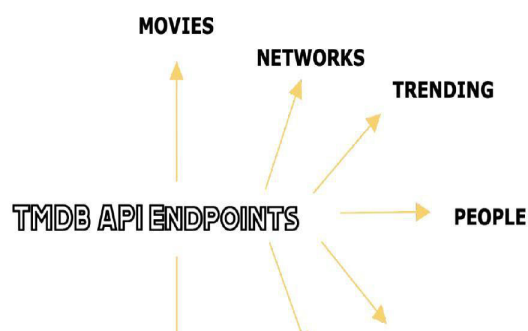 MOVIES
NETWORKS
TRENDING
TMDB API ENDPOINTS
PEOPLE